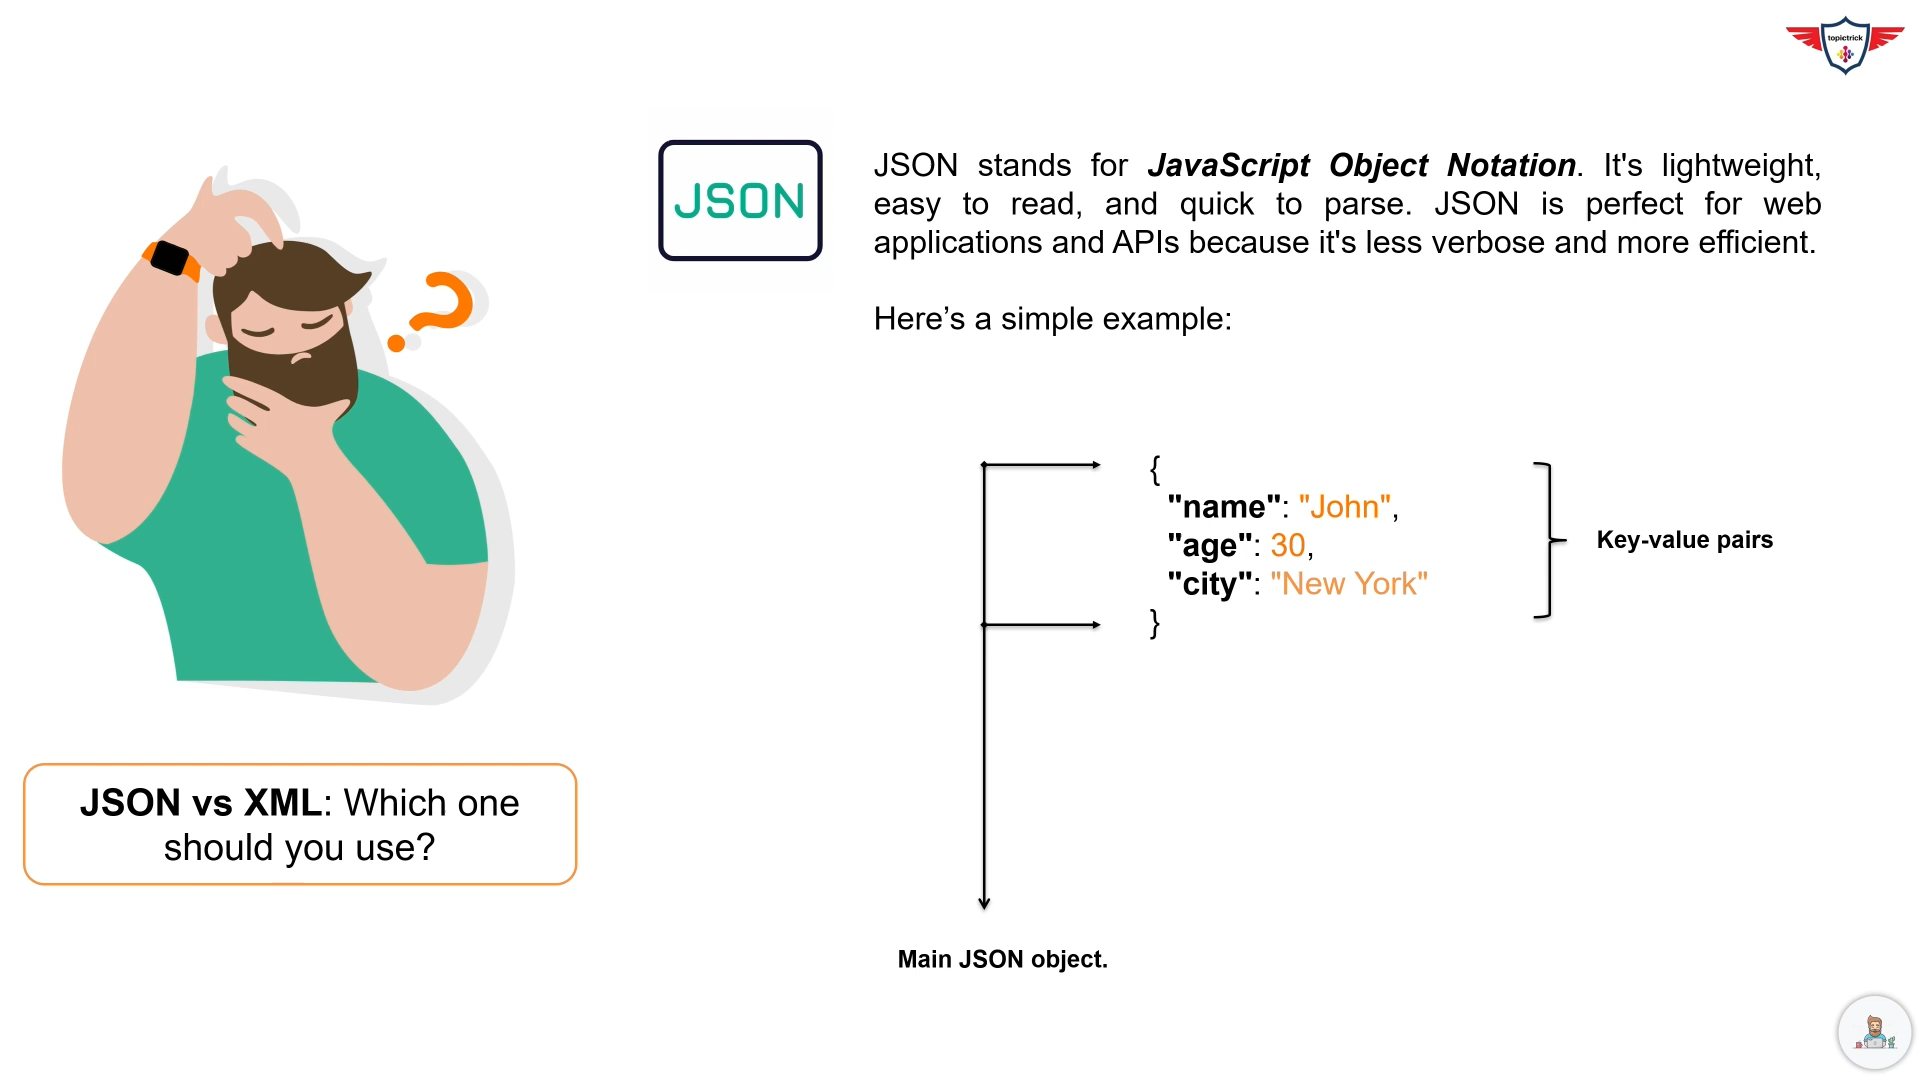 topictrick
JSON
JSON stands for JavaScript Object Notation. It's lightweight,
easy to read, and quick to parse. JSON is perfect for web
applications and APIs because it's less verbose and more efficient.
Here’s a simple example:
{
"name": "John",
"age": 30,
"city": "New York"
}
Key-value pairs
Main JSON object.
JSON vs XML: Which one
should you use?